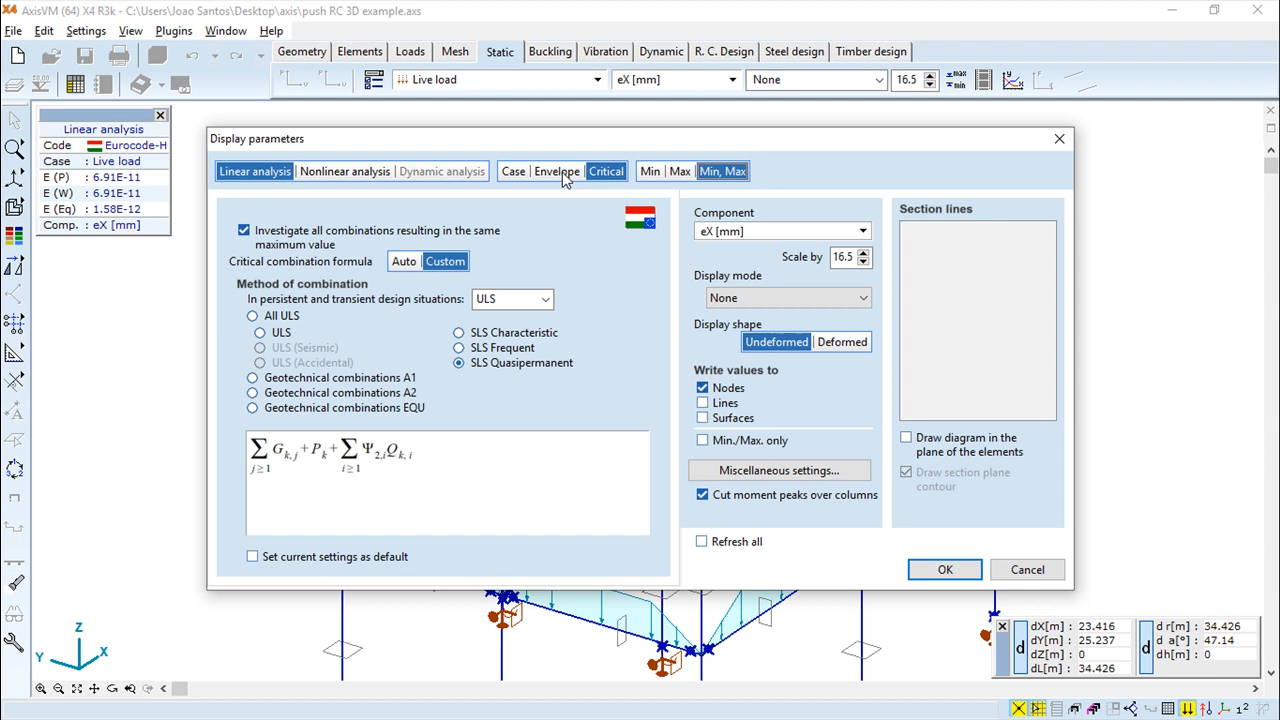 X4 AxisVM (64) X4 R3k - C:\Users\Joao Santos\Desktop\axis\push RC 3D example.axs
File Edit Settings View Plugins Window Help
Geometry Elements Loads Mesh Static Buckling Vibration Dynamic R. C. Design Steel design Timber design
Live load eX [mm] None 16.5 max min
Linear analysis
Code Eurocode-H
Case : Live load
E (P) : 6.91E-11
E (W) : 6.91E-11
E (Eq) : 1.58E-12
Comp. : eX [mm]
Display parameters
Linear analysis Nonlinear analysis Dynamic analysis Case Envelope Critical Min Max Min, Max
Investigate all combinations resulting in the same
maximum value
Critical combination formula Auto Custom
Method of combination
In persistent and transient design situations: ULS
All ULS
ULS SLS Characteristic
ULS (Seismic) SLS Frequent
ULS (Accidental) SLS Quasipermanent
Geotechnical combinations A1
Geotechnical combinations A2
Geotechnical combinations EQU
∑ G k,j + P k + ∑ Ψ 2,i Q k,i
j≥1 i≥1
Set current settings as default
Component
eX [mm]
Scale by 16.5
Display mode
None
Display shape
Undeformed Deformed
Write values to
Nodes
Lines
Surfaces
Min./Max. only
Miscellaneous settings...
Cut moment peaks over columns
Refresh all
Section lines
Draw diagram in the
plane of the elements
Draw section plane
contour
OK Cancel
Z
Y X
d dX[m] : 23.416
dY[m] : 25.237
dZ[m] : 0
dL[m] : 34.426
d d r[m] : 34.426
d a[°] : 47.14
dh[m] : 0